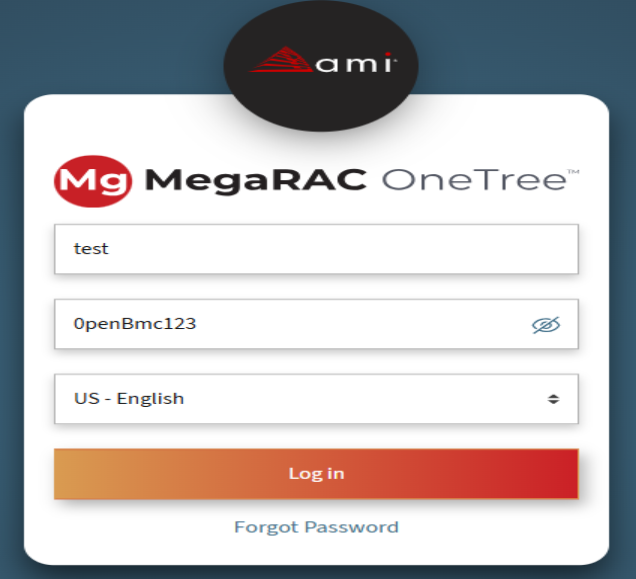 ami
Mg MegaRAC OneTree™
test
0penBmc123
US - English
Log in
Forgot Password